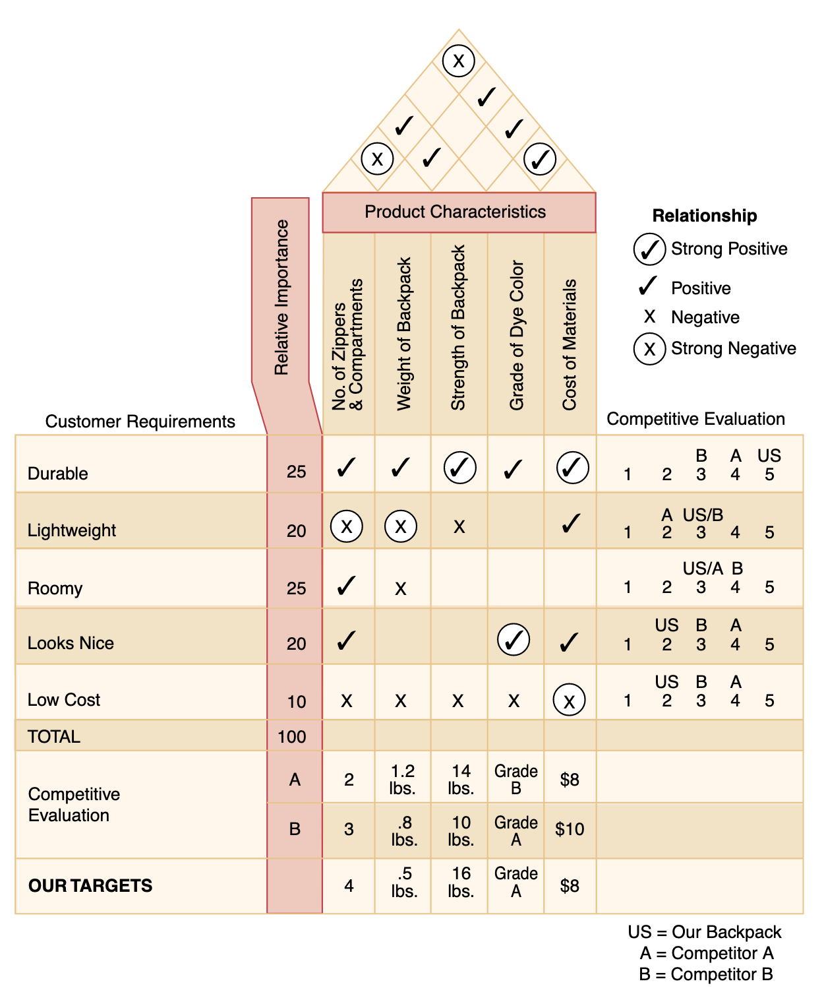 x
✓
✓ ✓
x ✓ ✓
Product Characteristics
Relative Importance
No. of Zippers
& Compartments
Weight of Backpack
Strength of Backpack
Grade of Dye Color
Cost of Materials
Relationship
✓ Strong Positive
✓ Positive
x Negative
x Strong Negative
Customer Requirements
Competitive Evaluation
B A US
Durable 25 ✓ ✓ ✓ ✓ ✓ 1 2 3 4 5
A US/B
Lightweight 20 x x x ✓ 1 2 3 4 5
US/A B
Roomy 25 ✓ x 1 2 3 4 5
US B A
Looks Nice 20 ✓ ✓ ✓ 1 2 3 4 5
US B A
Low Cost 10 x x x x x 1 2 3 4 5
TOTAL 100
Competitive
Evaluation
A 2 1.2 lbs. 14 lbs. Grade B $8
B 3 .8 lbs. 10 lbs. Grade A $10
OUR TARGETS 4 .5 lbs. 16 lbs. Grade A $8
US = Our Backpack
A = Competitor A
B = Competitor B